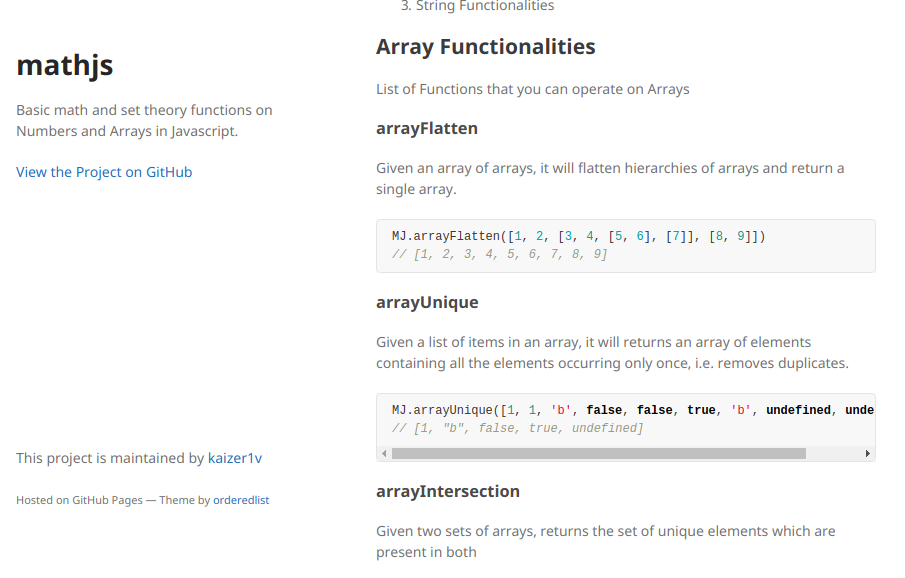 mathjs
Basic math and set theory functions on
Numbers and Arrays in Javascript.
View the Project on GitHub
This project is maintained by kaizer1v
Hosted on GitHub Pages — Theme by orderedlist
3. String Functionalities
Array Functionalities
List of Functions that you can operate on Arrays
arrayFlatten
Given an array of arrays, it will flatten hierarchies of arrays and return a
single array.
MJ.arrayFlatten([1, 2, [3, 4, [5, 6], [7]], [8, 9]])
// [1, 2, 3, 4, 5, 6, 7, 8, 9]
arrayUnique
Given a list of items in an array, it will returns an array of elements
containing all the elements occurring only once, i.e. removes duplicates.
MJ.arrayUnique([1, 1, 'b', false, false, true, 'b', undefined, unde
// [1, "b", false, true, undefined]
arrayIntersection
Given two sets of arrays, returns the set of unique elements which are
present in both